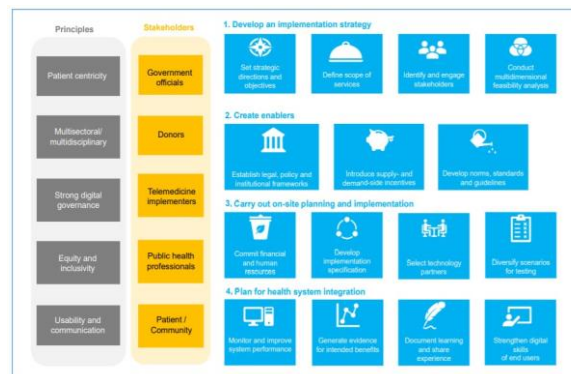 Principles
Patient centricity
Multisectoral/
multidisciplinary
Strong digital
governance
Equity and
inclusivity
Usability and
communication
Stakeholders
Government
officials
Donors
Telemedicine
implementers
Public health
professionals
Patient /
Community
1. Develop an implementation strategy
Set strategic
directions and
objectives
Define scope of
services
Identify and engage
stakeholders
Conduct
multidimensional
feasibility analysis
2. Create enablers
Establish legal, policy and
institutional frameworks
Introduce supply- and
demand-side incentives
Develop norms, standards
and guidelines
3. Carry out on-site planning and implementation
Commit financial
and human
resources
Develop
implementation
specification
Select technology
partners
Diversify scenarios
for testing
4. Plan for health system integration
Monitor and improve
system performance
Generate evidence
for intended benefits
Document learning
and share
experience
Strengthen digital
skills
of end users